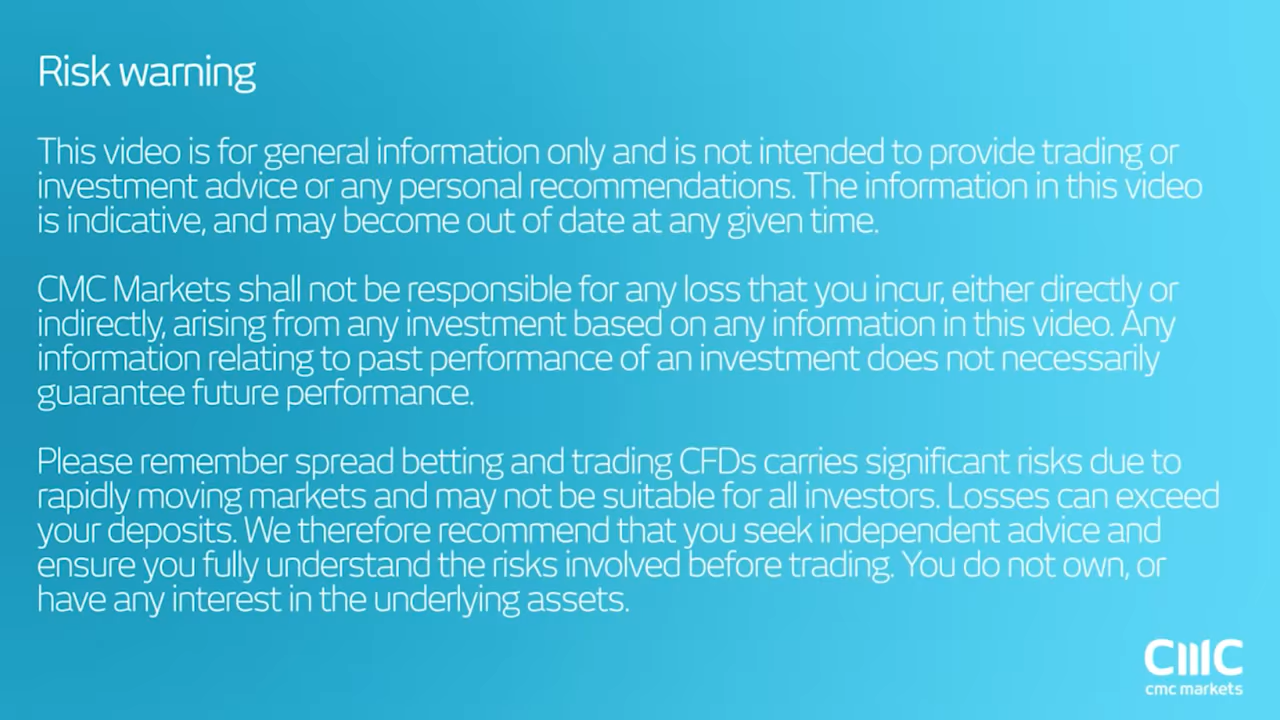 Risk warning
This video is for general information only and is not intended to provide trading or
investment advice or any personal recommendations. The information in this video
is indicative, and may become out of date at any given time.
CMC Markets shall not be responsible for any loss that you incur, either directly or
indirectly, arising from any investment based on any information in this video. Any
information relating to past performance of an investment does not necessarily
guarantee future performance.
Please remember spread betting and trading CFDs carries significant risks due to
rapidly moving markets and may not be suitable for all investors. Losses can exceed
your deposits. We therefore recommend that you seek independent advice and
ensure you fully understand the risks involved before trading. You do not own, or
have any interest in the underlying assets.
CMC
cmc markets